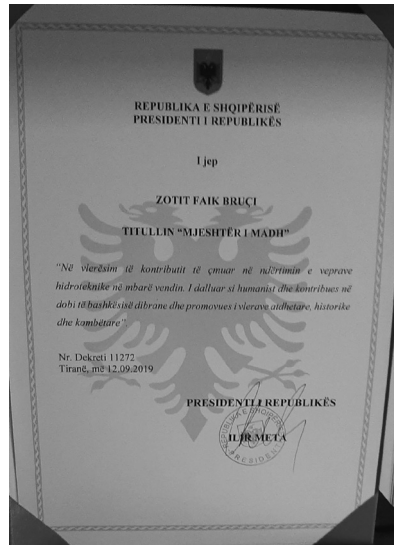 REPUBLIKA E SHQIPËRISË
PRESIDENTI I REPUBLIKËS
I jep
ZOTIT FAIK BRUÇI
TITULLIN “MJESHTËR I MADH”
“Në vlerësim të kontributit të çmuar në ndërtimin e veprave
hidroteknike në mbarë vendin. I dalluar si humanist dhe kontribues në
dobi të bashkësisë dibrane dhe promovues i vlerave atdhetare, historike
dhe kombëtare”.
Nr. Dekreti 11272
Tiranë, më 12.09.2019
PRESIDENTI I REPUBLIKËS
ILIR META